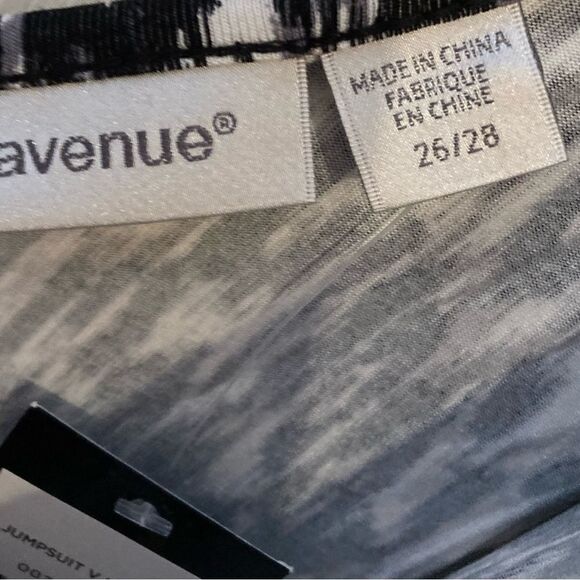 avenue®
MADE IN CHINA
FABRIQUE
EN CHINE
26/28
JUMPSUIT V